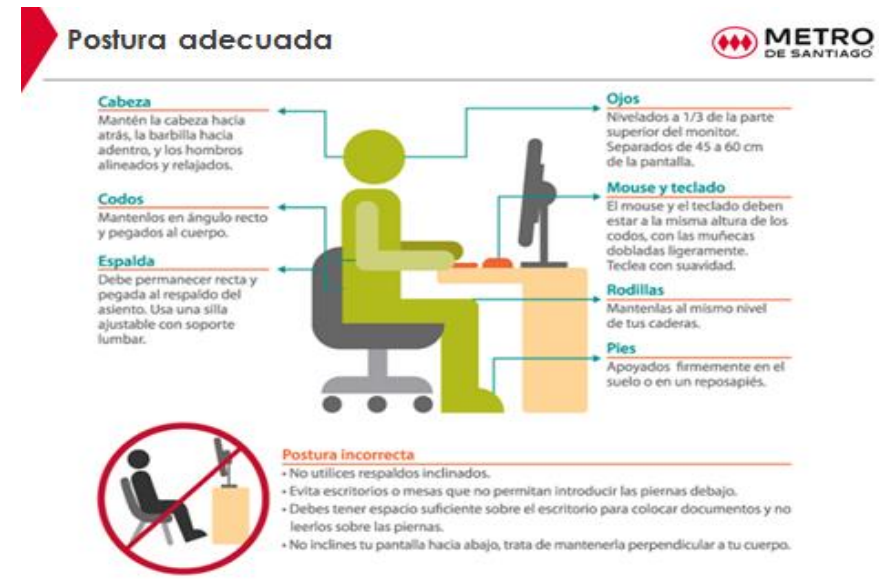 Postura adecuada
METRO
DE SANTIAGO
Cabeza
Mantén la cabeza hacia
atrás, la barbilla hacia
adentro, y los hombros
alineados y relajados.
Codos
Mantenlos en ángulo recto
y pegados al cuerpo.
Espalda
Debe permanecer recta y
pegada al respaldo del
asiento. Usa una silla
ajustable con soporte
lumbar.
Ojos
Nivelados a 1/3 de la parte
superior del monitor.
Separados de 45 a 60 cm
de la pantalla.
Mouse y teclado
El mouse y el teclado deben
estar a la misma altura de los
codos, con las muñecas
dobladas ligeramente.
Teclea con suavidad.
Rodillas
Mantenlas al mismo nivel
de tus caderas.
Pies
Apoyados firmemente en el
suelo o en un reposapiés.
Postura incorrecta
• No utilices respaldos inclinados.
• Evita escritorios o mesas que no permitan introducir las piernas debajo.
• Debes tener espacio suficiente sobre el escritorio para colocar documentos y no
leerlos sobre las piernas.
• No inclines tu pantalla hacia abajo, trata de mantenerla perpendicular a tu cuerpo.